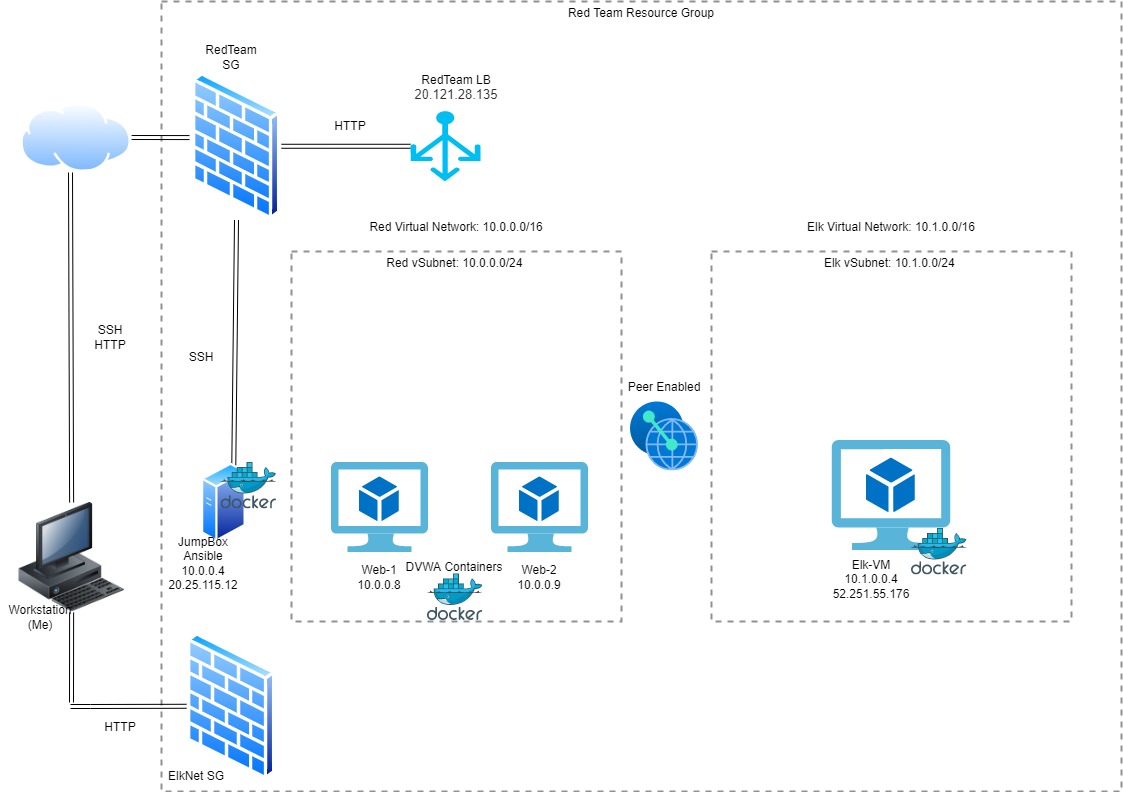 Red Team Resource Group
RedTeam
SG
RedTeam LB
20.121.28.135
HTTP
Red Virtual Network: 10.0.0.0/16
Elk Virtual Network: 10.1.0.0/16
Red vSubnet: 10.0.0.0/24
Elk vSubnet: 10.1.0.0/24
SSH
HTTP
SSH
Peer Enabled
docker
JumpBox
Ansible
10.0.0.4
20.25.115.12
Web-1
10.0.0.8
DVWA Containers
docker
Web-2
10.0.0.9
docker
Elk-VM
10.1.0.4
52.251.55.176
Workstation
(Me)
HTTP
ElkNet SG